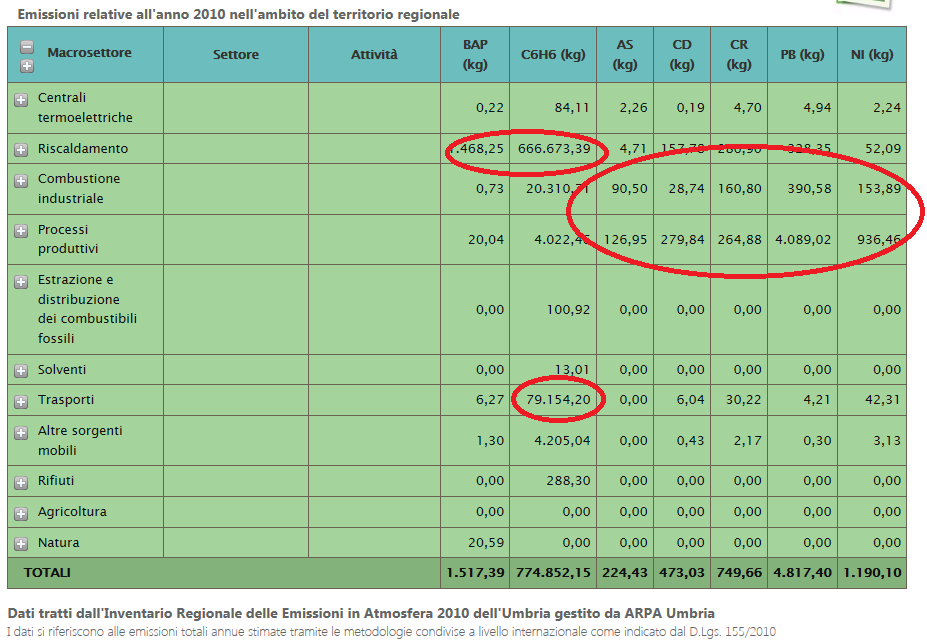 Emissioni relative all'anno 2010 nell'ambito del territorio regionale
Macrosettore Settore Attività BAP (kg) C6H6 (kg) AS (kg) CD (kg) CR (kg) PB (kg) NI (kg)
Centrali
termoelettriche 0,22 84,11 2,26 0,19 4,70 4,94 2,24
Riscaldamento 1.468,25 666.673,39 4,71 157,78 286,90 328,35 52,09
Combustione
industriale 0,73 20.310,71 90,50 28,74 160,80 390,58 153,89
Processi
produttivi 20,04 4.022,46 126,95 279,84 264,88 4.089,02 936,46
Estrazione e
distribuzione
dei combustibili
fossili 0,00 100,92 0,00 0,00 0,00 0,00 0,00
Solventi 0,00 13,01 0,00 0,00 0,00 0,00 0,00
Trasporti 6,27 79.154,20 0,00 6,04 30,22 4,21 42,31
Altre sorgenti
mobili 1,30 4.205,04 0,00 0,43 2,17 0,30 3,13
Rifiuti 0,00 288,30 0,00 0,00 0,00 0,00 0,00
Agricoltura 0,00 0,00 0,00 0,00 0,00 0,00 0,00
Natura 20,59 0,00 0,00 0,00 0,00 0,00 0,00
TOTALI 1.517,39 774.852,15 224,43 473,03 749,66 4.817,40 1.190,10
Dati tratti dall'Inventario Regionale delle Emissioni in Atmosfera 2010 dell'Umbria gestito da ARPA Umbria
I dati si riferiscono alle emissioni totali annue stimate tramite le metodologie condivise a livello internazionale come indicato dal D.Lgs. 155/2010